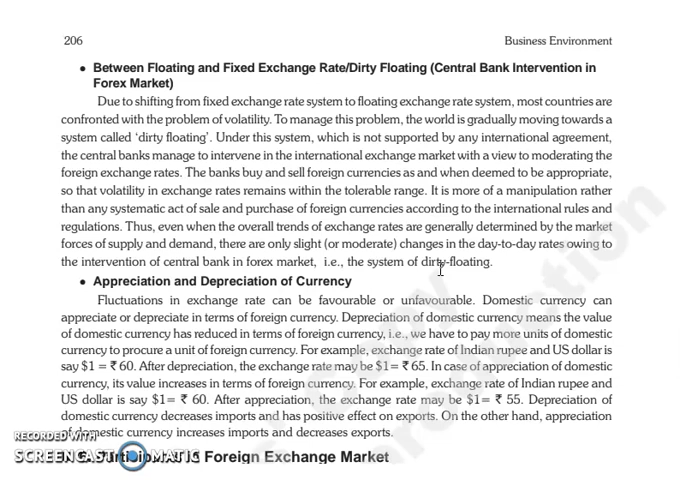 206 Business Environment
• Between Floating and Fixed Exchange Rate/Dirty Floating (Central Bank Intervention in
Forex Market)
Due to shifting from fixed exchange rate system to floating exchange rate system, most countries are
confronted with the problem of volatility. To manage this problem, the world is gradually moving towards a
system called ‘dirty floating’. Under this system, which is not supported by any international agreement,
the central banks manage to intervene in the international exchange market with a view to moderating the
foreign exchange rates. The banks buy and sell foreign currencies as and when deemed to be appropriate,
so that volatility in exchange rates remains within the tolerable range. It is more of a manipulation rather
than any systematic act of sale and purchase of foreign currencies according to the international rules and
regulations. Thus, even when the overall trends of exchange rates are generally determined by the market
forces of supply and demand, there are only slight (or moderate) changes in the day-to-day rates owing to
the intervention of central bank in forex market, i.e., the system of dirty-floating.
• Appreciation and Depreciation of Currency
Fluctuations in exchange rate can be favourable or unfavourable. Domestic currency can
appreciate or depreciate in terms of foreign currency. Depreciation of domestic currency means the value
of domestic currency has reduced in terms of foreign currency, i.e., we have to pay more units of domestic
currency to procure a unit of foreign currency. For example, exchange rate of Indian rupee and US dollar is
say $1 = ₹ 60. After depreciation, the exchange rate may be $1= ₹ 65. In case of appreciation of domestic
currency, its value increases in terms of foreign currency. For example, exchange rate of Indian rupee and
US dollar is say $1= ₹ 60. After appreciation, the exchange rate may be $1= ₹ 55. Depreciation of
domestic currency decreases imports and has positive effect on exports. On the other hand, appreciation
of domestic currency increases imports and decreases exports.
RECORDED WITH
SCREENCAST MATIC
Foreign Exchange Market